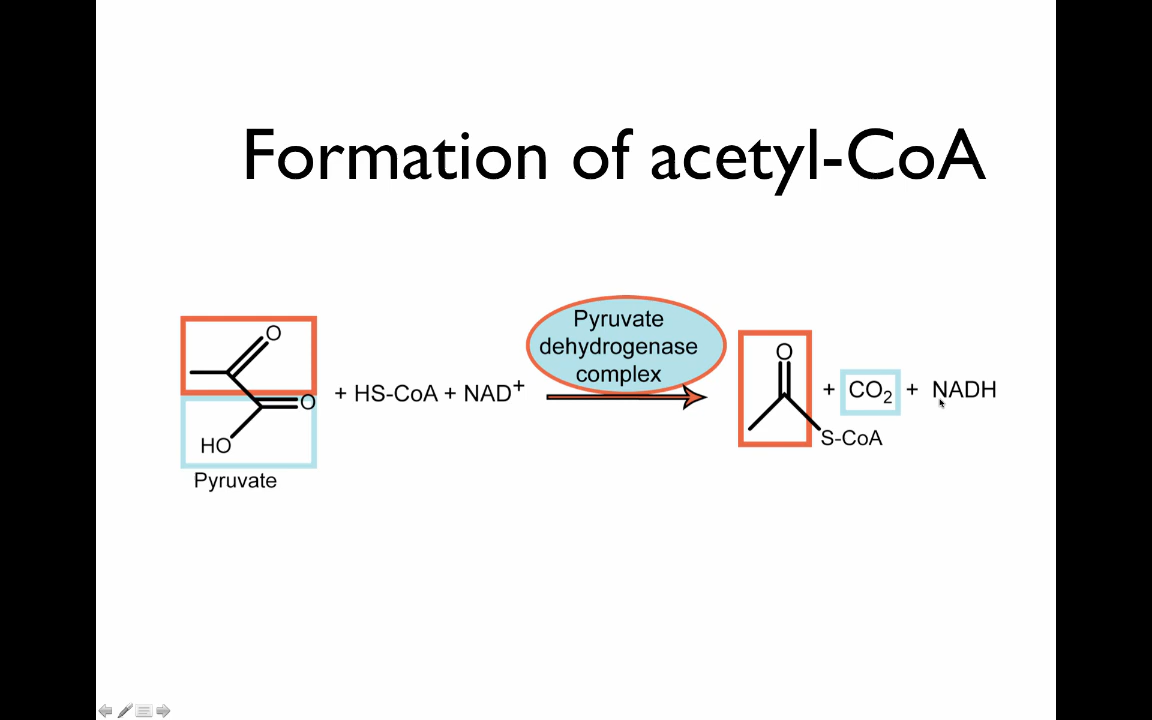 Formation of acetyl-CoA
O
O
HO
Pyruvate
+ HS-CoA + NAD⁺
Pyruvate
dehydrogenase
complex
O
S-CoA
+ CO₂ + NADH